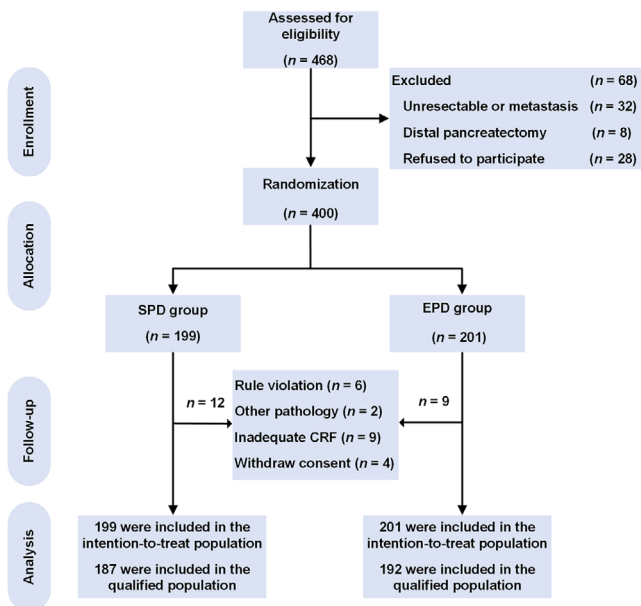 Assessed for
eligibility
(n = 468)
Enrollment
Excluded (n = 68)
Unresectable or metastasis (n = 32)
Distal pancreatectomy (n = 8)
Refused to participate (n = 28)
Randomization
(n = 400)
Allocation
SPD group
(n = 199)
EPD group
(n = 201)
Follow-up
n = 12
Rule violation (n = 6)
Other pathology (n = 2)
Inadequate CRF (n = 9)
Withdraw consent (n = 4)
n = 9
Analysis
199 were included in the
intention-to-treat population
187 were included in the
qualified population
201 were included in the
intention-to-treat population
192 were included in the
qualified population